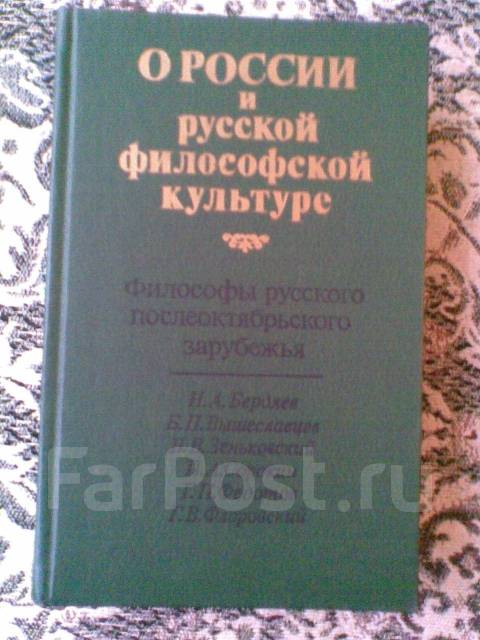 О РОССИИ
и
русской
философской
культуре
Философы русского
послеоктябрьского
зарубежья
Н. А. Бердяев
Б. П. Вышеславцев
В. В. Зеньковский
Г. П. Федотов
Г. В. Флоровский
FarPost.ru